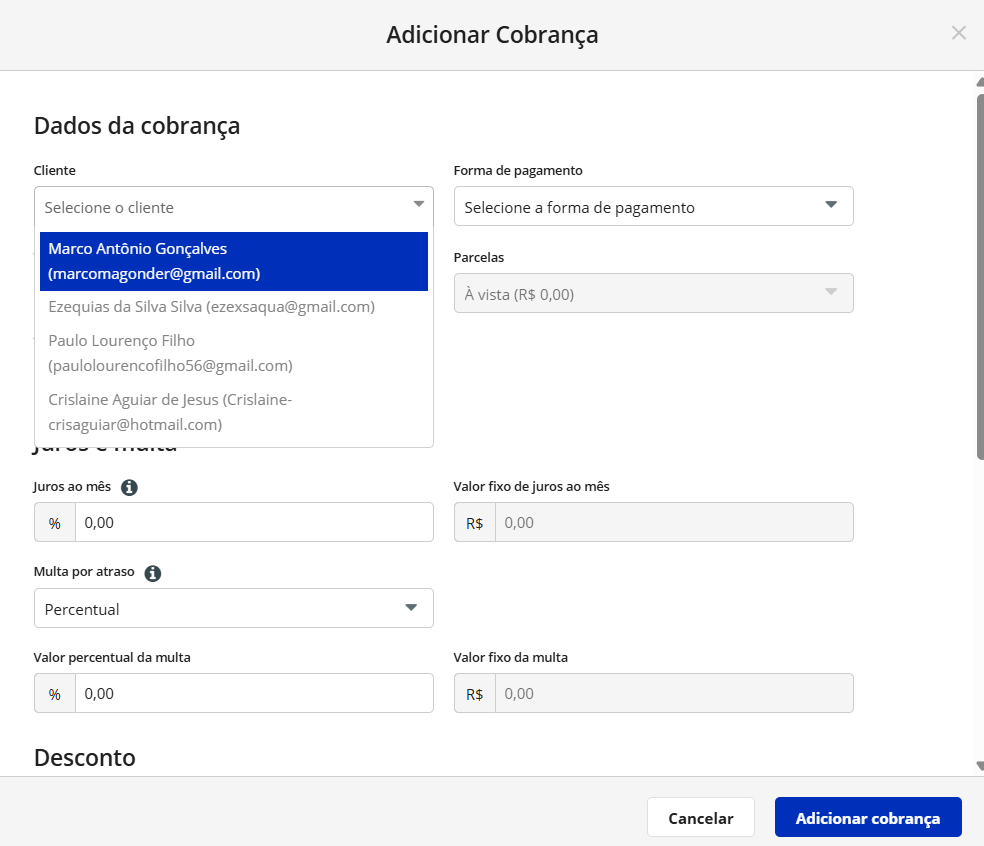 Adicionar Cobrança
Dados da cobrança
Cliente
Forma de pagamento
Selecione o cliente
Selecione a forma de pagamento
Marco Antônio Gonçalves
(marcomagonder@gmail.com)
Ezequias da Silva Silva (ezexsaqua@gmail.com)
Paulo Lourenço Filho
(paulolourencofilho56@gmail.com)
Crislaine Aguiar de Jesus (Crislaine-
crisaguiar@hotmail.com)
Parcelas
À vista (R$ 0,00)
Juros e multa
Juros ao mês
Valor fixo de juros ao mês
% 0,00
R$ 0,00
Multa por atraso
Percentual
Valor percentual da multa
Valor fixo da multa
% 0,00
R$ 0,00
Desconto
Cancelar
Adicionar cobrança